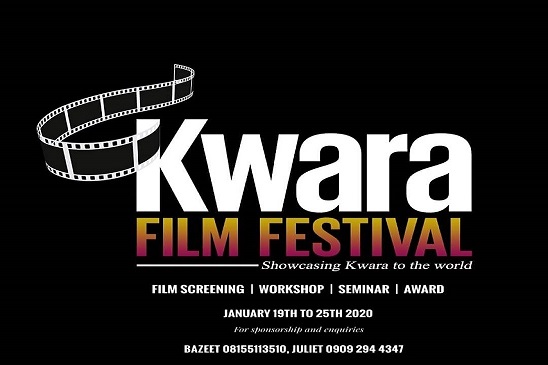 Kwara
FILM FESTIVAL
Showcasing Kwara to the world
FILM SCREENING | WORKSHOP | SEMINAR | AWARD
JANUARY 19TH TO 25TH 2020
For sponsorship and enquiries
BAZEET 08155113510, JULIET 0909 294 4347